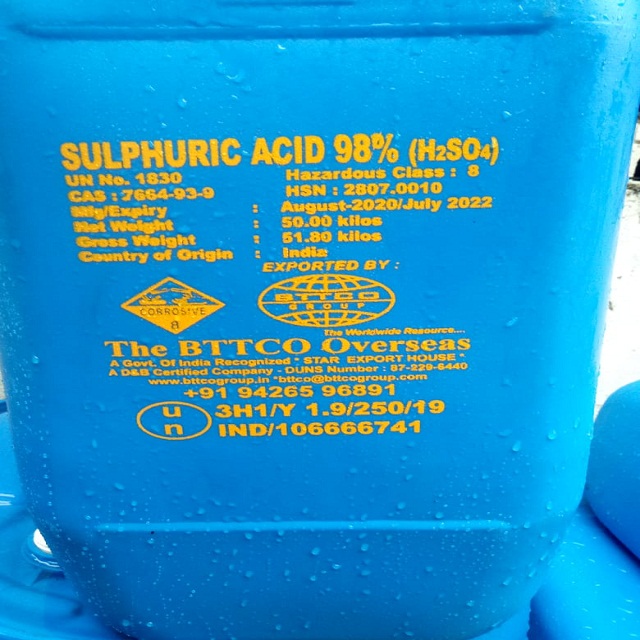 SULPHURIC ACID 98% (H2SO4)
UN No. 1830 Hazardous Class : 8
CAS : 7664-93-9 HSN : 2807.0010
Mfg/Expiry : August-2020/July 2022
Net Weight : 50.00 kilos
Gross Weight : 51.80 kilos
Country of Origin : India
EXPORTED BY :
CORROSIVE
8
BTTCO
GROUP
The Worldwide Resource....
The BTTCO Overseas
A Govt. Of India Recognized * STAR EXPORT HOUSE *
A D&B Certified Company - DUNS Number : 87-229-6440
www.bttcogroup.in *bttco@bttcogroup.com
+91 94265 96891
u n 3H1/Y 1.9/250/19
IND/106666741